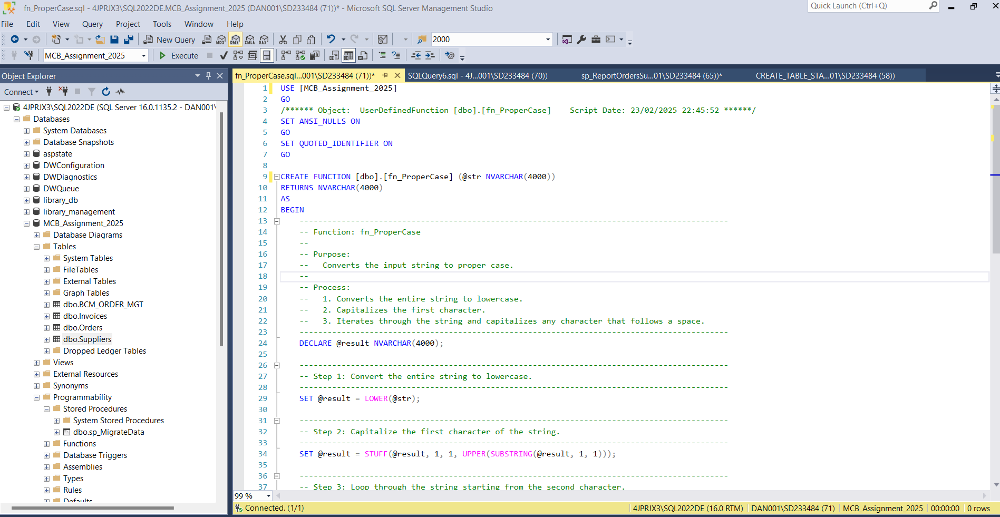 fn_ProperCase.sql - 4JPRJX3\SQL2022DE.MCB_Assignment_2025 (DAN001\SD233484 (71))* - Microsoft SQL Server Management Studio
Quick Launch (Ctrl+Q)
File Edit View Query Project Tools Window Help
New Query MDX DMX XMLA DAX 2000
MCB_Assignment_2025 Execute
Object Explorer
Connect
4JPRJX3\SQL2022DE (SQL Server 16.0.1135.2 - DAN001\
Databases
System Databases
Database Snapshots
aspstate
DWConfiguration
DWDiagnostics
DWQueue
library_db
library_management
MCB_Assignment_2025
Database Diagrams
Tables
System Tables
FileTables
External Tables
Graph Tables
dbo.BCM_ORDER_MGT
dbo.Invoices
dbo.Orders
dbo.Suppliers
Dropped Ledger Tables
Views
External Resources
Synonyms
Programmability
Stored Procedures
System Stored Procedures
dbo.sp_MigrateData
Functions
Database Triggers
Assemblies
Types
Rules
Defaults
fn_ProperCase.sql...001\SD233484 (71))* SQLQuery6.sql - 4J...001\SD233484 (70)) sp_ReportOrdersSu...01\SD233484 (65))* CREATE_TABLE_STA...01\SD233484 (58))
1 USE [MCB_Assignment_2025]
2 GO
3 /****** Object:  UserDefinedFunction [dbo].[fn_ProperCase]    Script Date: 23/02/2025 22:45:52 ******/
4 SET ANSI_NULLS ON
5 GO
6 SET QUOTED_IDENTIFIER ON
7 GO
8
9 CREATE FUNCTION [dbo].[fn_ProperCase] (@str NVARCHAR(4000))
10 RETURNS NVARCHAR(4000)
11 AS
12 BEGIN
13 --------------------------------------------------------------------------------------------
14 -- Function: fn_ProperCase
15 --
16 -- Purpose:
17 --   Converts the input string to proper case.
18 --
19 -- Process:
20 --   1. Converts the entire string to lowercase.
21 --   2. Capitalizes the first character.
22 --   3. Iterates through the string and capitalizes any character that follows a space.
23 --------------------------------------------------------------------------------------------
24 DECLARE @result NVARCHAR(4000);
25
26 --------------------------------------------------------------------------------------------
27 -- Step 1: Convert the entire string to lowercase.
28 --------------------------------------------------------------------------------------------
29 SET @result = LOWER(@str);
30
31 --------------------------------------------------------------------------------------------
32 -- Step 2: Capitalize the first character of the string.
33 --------------------------------------------------------------------------------------------
34 SET @result = STUFF(@result, 1, 1, UPPER(SUBSTRING(@result, 1, 1)));
35
36 --------------------------------------------------------------------------------------------
37 -- Step 3: Loop through the string starting from the second character.
99 %
Connected. (1/1) 4JPRJX3\SQL2022DE (16.0 RTM) DAN001\SD233484 (71) MCB_Assignment_2025 00:00:00 0 rows